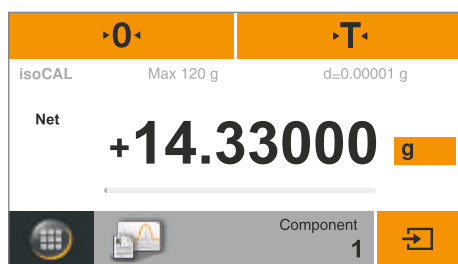 0 T
isoCAL Max 120 g d=0.00001 g
Net
+14.33000 g
Component
1